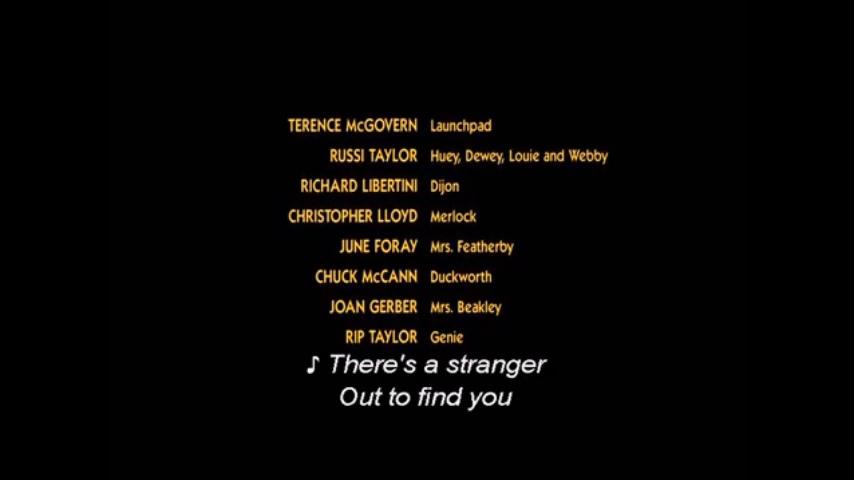 TERENCE McGOVERN Launchpad
RUSSI TAYLOR Huey, Dewey, Louie and Webby
RICHARD LIBERTINI Dijon
CHRISTOPHER LLOYD Merlock
JUNE FORAY Mrs. Featherby
CHUCK McCANN Duckworth
JOAN GERBER Mrs. Beakley
RIP TAYLOR Genie
♪ There's a stranger
Out to find you